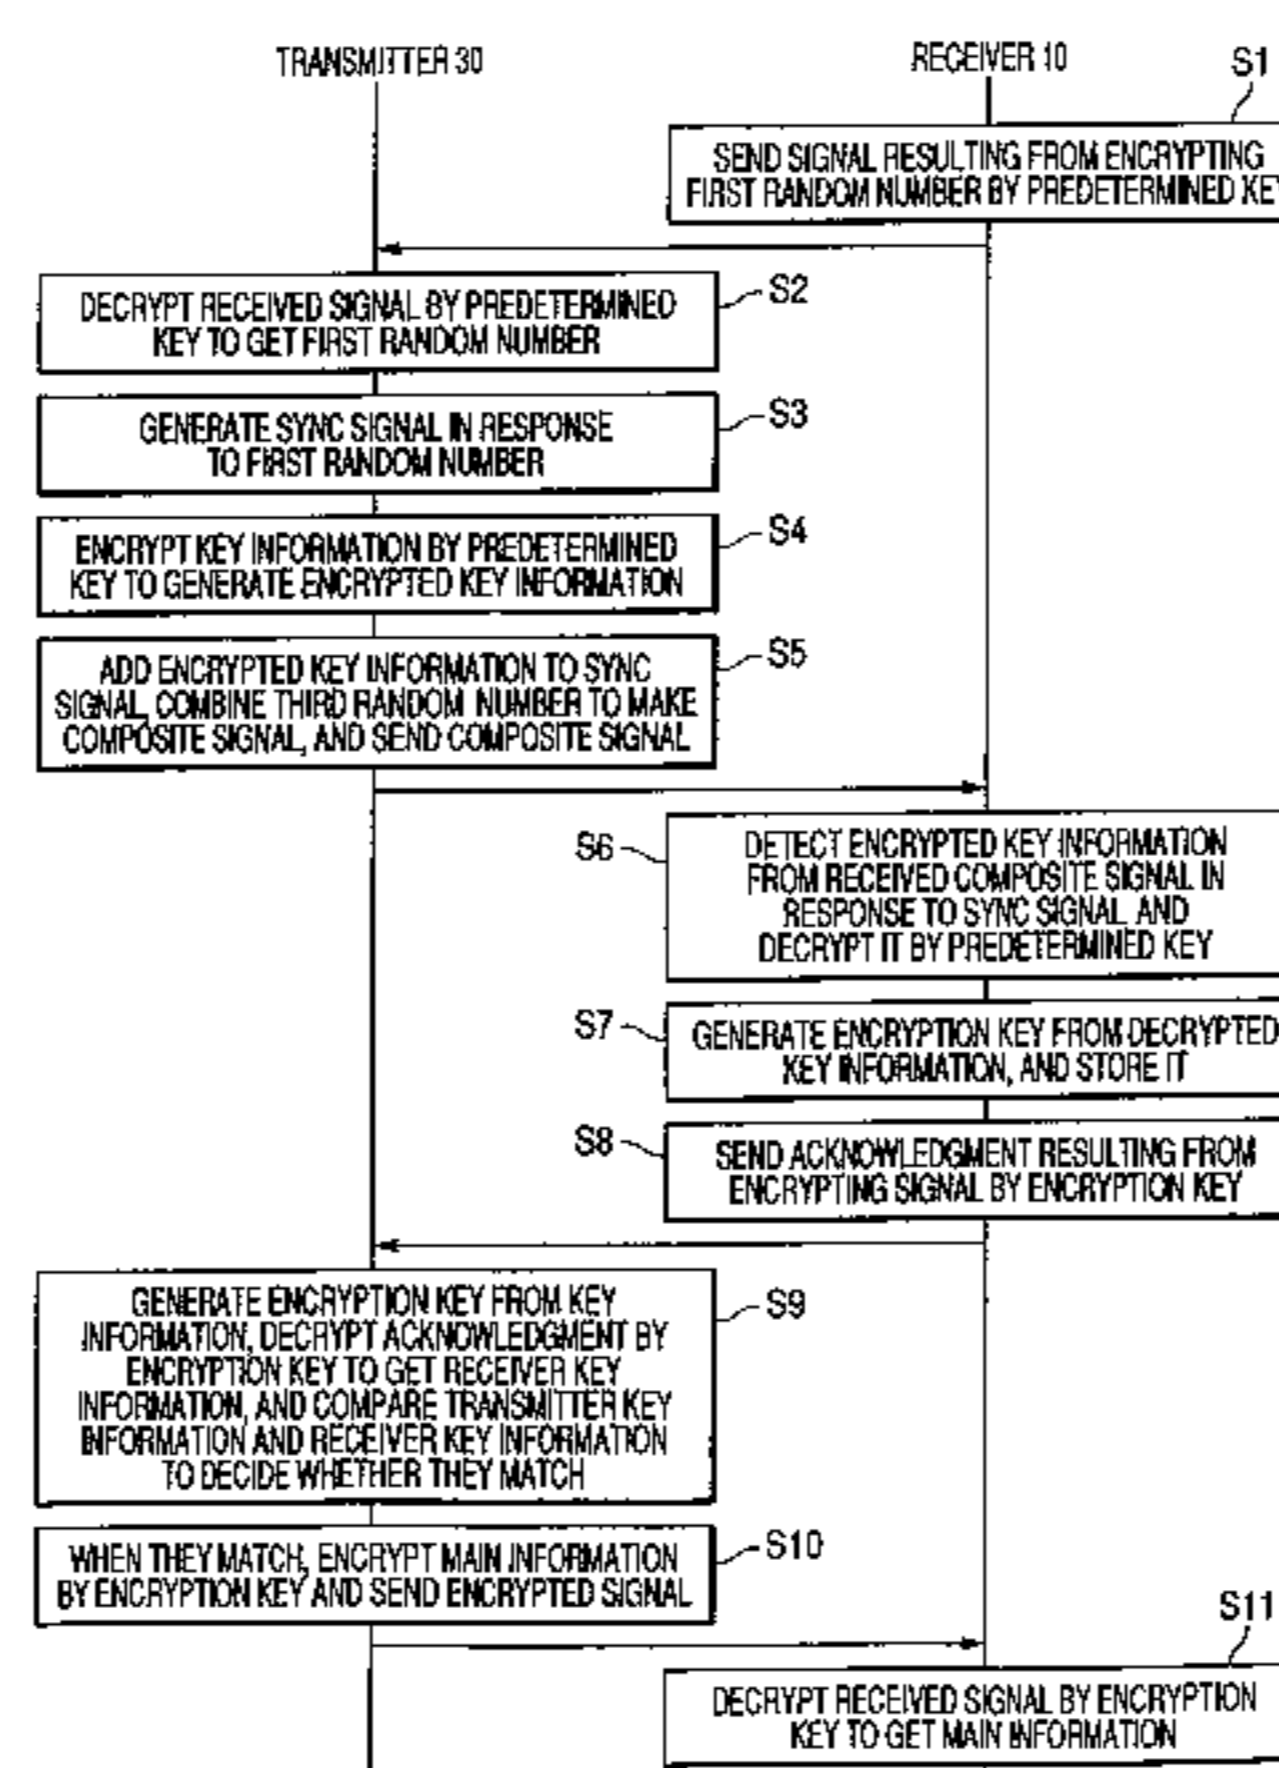 TRANSMITTER 30
RECEIVER 10
S1
SEND SIGNAL RESULTING FROM ENCRYPTING
FIRST RANDOM NUMBER BY PREDETERMINED KEY
S2
DECRYPT RECEIVED SIGNAL BY PREDETERMINED
KEY TO GET FIRST RANDOM NUMBER
S3
GENERATE SYNC SIGNAL IN RESPONSE
TO FIRST RANDOM NUMBER
S4
ENCRYPT KEY INFORMATION BY PREDETERMINED
KEY TO GENERATE ENCRYPTED KEY INFORMATION
S5
ADD ENCRYPTED KEY INFORMATION TO SYNC
SIGNAL, COMBINE THIRD RANDOM NUMBER TO MAKE
COMPOSITE SIGNAL, AND SEND COMPOSITE SIGNAL
S6
DETECT ENCRYPTED KEY INFORMATION
FROM RECEIVED COMPOSITE SIGNAL IN
RESPONSE TO SYNC SIGNAL AND
DECRYPT IT BY PREDETERMINED KEY
S7
GENERATE ENCRYPTION KEY FROM DECRYPTED
KEY INFORMATION, AND STORE IT
S8
SEND ACKNOWLEDGMENT RESULTING FROM
ENCRYPTING SIGNAL BY ENCRYPTION KEY
S9
GENERATE ENCRYPTION KEY FROM KEY
INFORMATION, DECRYPT ACKNOWLEDGMENT BY
ENCRYPTION KEY TO GET RECEIVER KEY
INFORMATION, AND COMPARE TRANSMITTER KEY
INFORMATION AND RECEIVER KEY INFORMATION
TO DECIDE WHETHER THEY MATCH
S10
WHEN THEY MATCH, ENCRYPT MAIN INFORMATION
BY ENCRYPTION KEY AND SEND ENCRYPTED SIGNAL
S11
DECRYPT RECEIVED SIGNAL BY ENCRYPTION
KEY TO GET MAIN INFORMATION